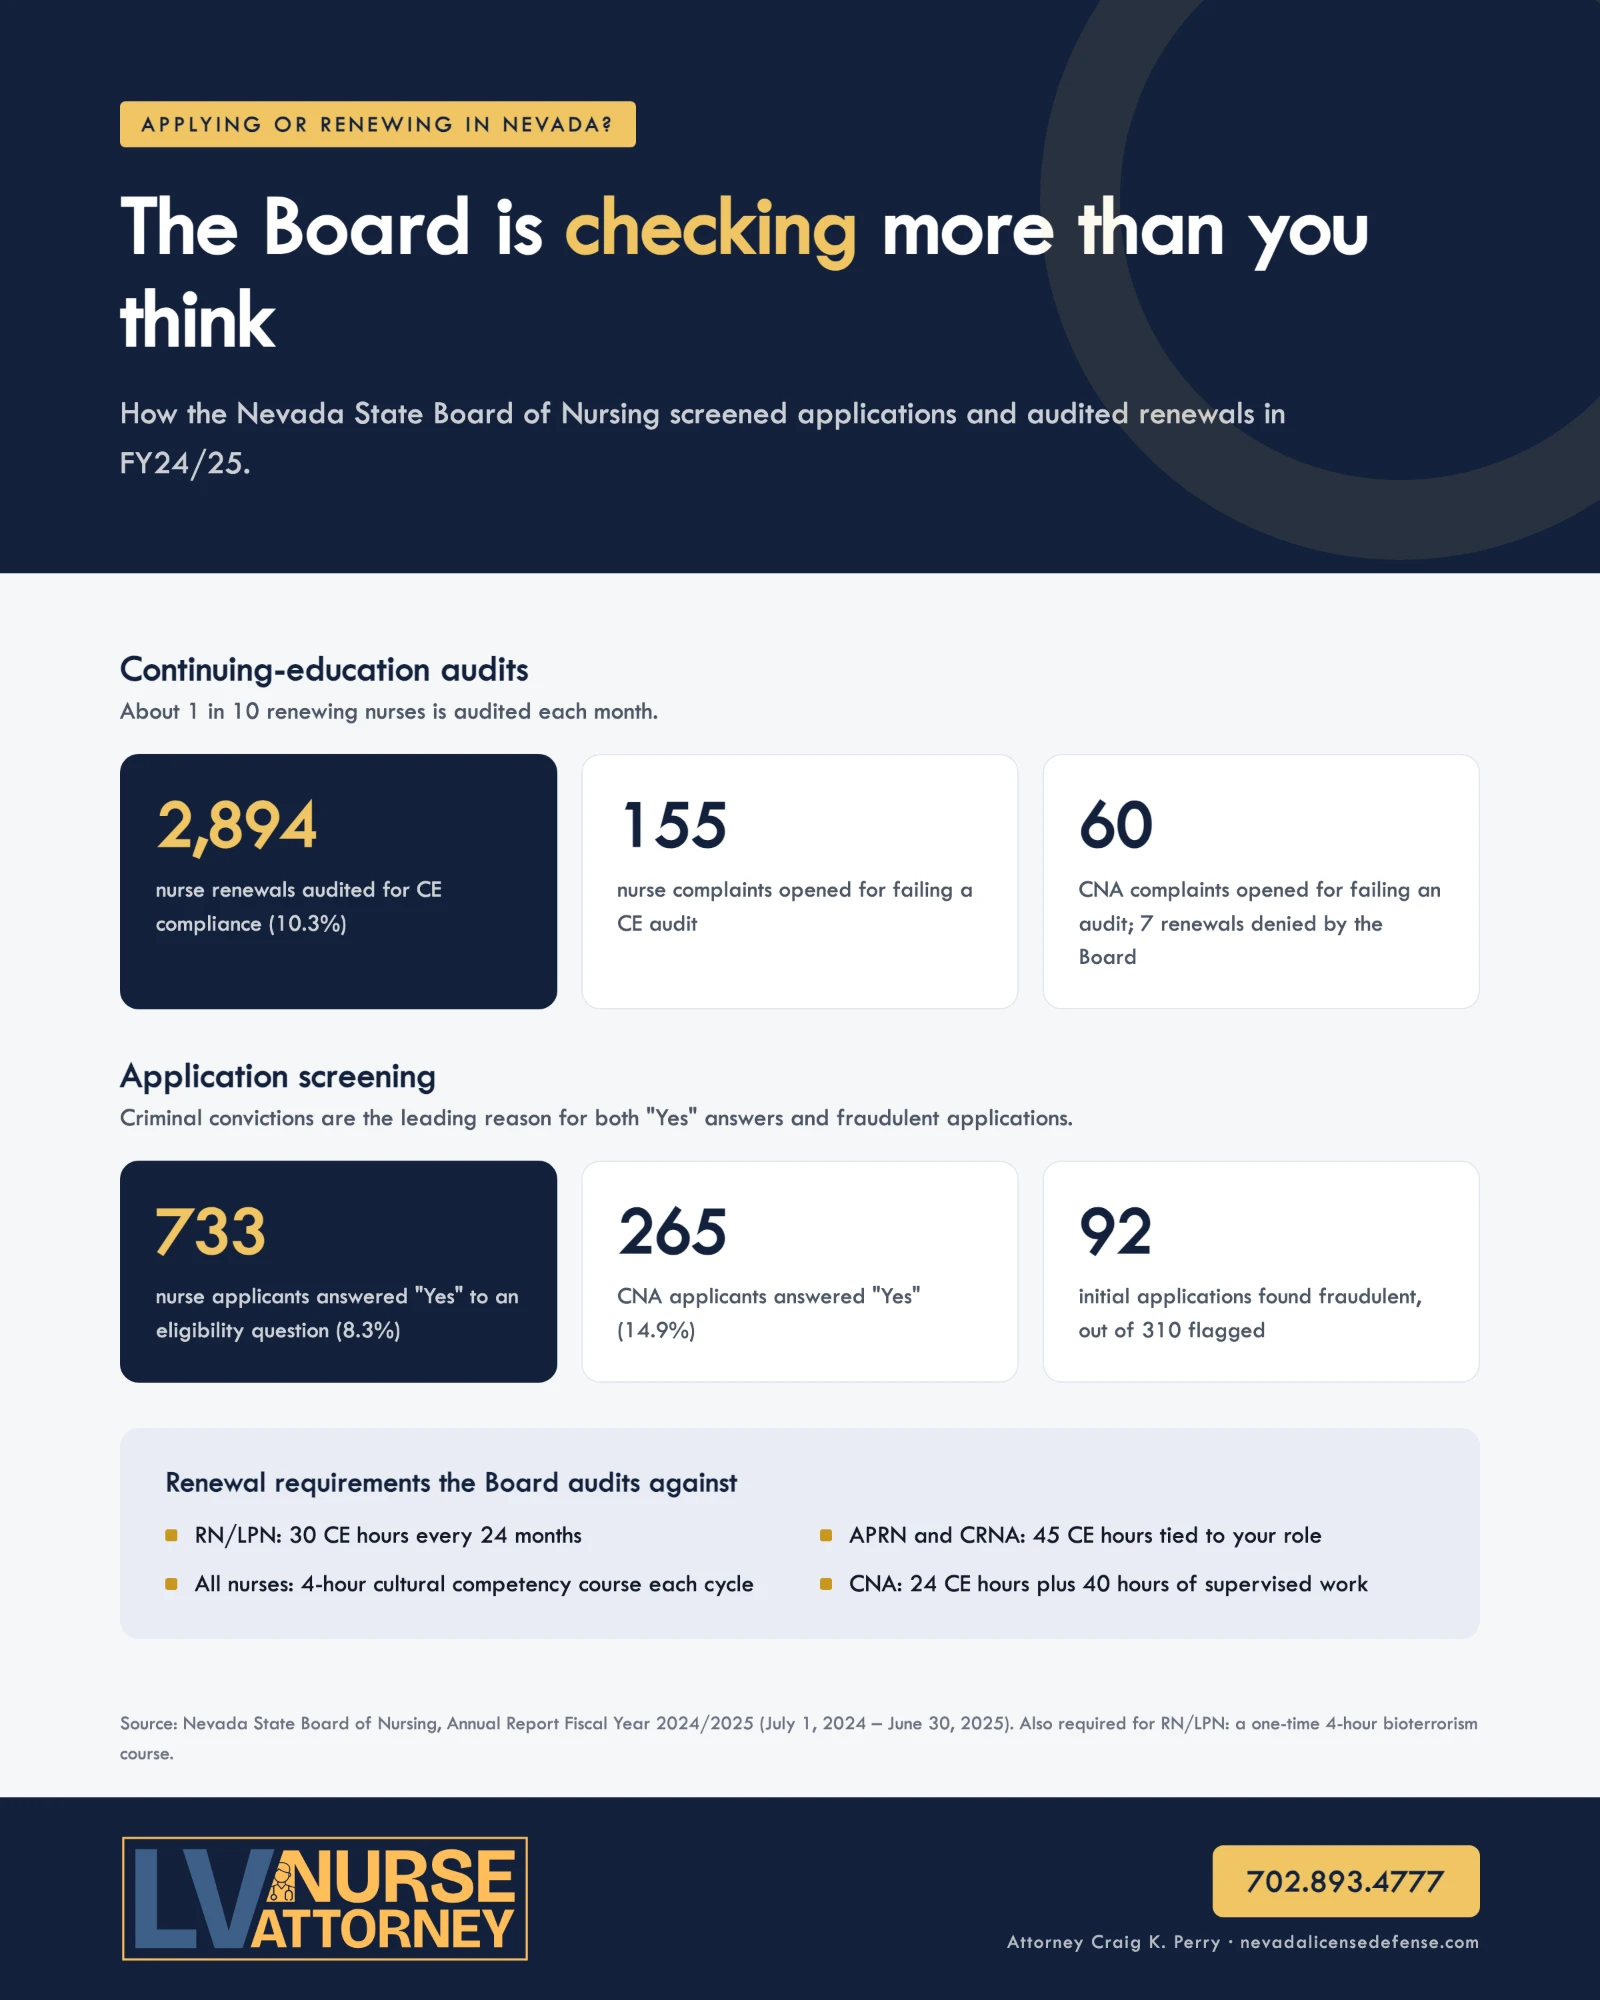 APPLYING OR RENEWING IN NEVADA?
The Board is checking more than you
think
How the Nevada State Board of Nursing screened applications and audited renewals in
FY24/25.
Continuing-education audits
About 1 in 10 renewing nurses is audited each month.
2,894
nurse renewals audited for CE
compliance (10.3%)
155
nurse complaints opened for failing a
CE audit
60
CNA complaints opened for failing an
audit; 7 renewals denied by the
Board
Application screening
Criminal convictions are the leading reason for both "Yes" answers and fraudulent applications.
733
nurse applicants answered "Yes" to an
eligibility question (8.3%)
265
CNA applicants answered "Yes"
(14.9%)
92
initial applications found fraudulent,
out of 310 flagged
Renewal requirements the Board audits against
RN/LPN: 30 CE hours every 24 months
APRN and CRNA: 45 CE hours tied to your role
All nurses: 4-hour cultural competency course each cycle
CNA: 24 CE hours plus 40 hours of supervised work
Source: Nevada State Board of Nursing, Annual Report Fiscal Year 2024/2025 (July 1, 2024 – June 30, 2025). Also required for RN/LPN: a one-time 4-hour bioterrorism
course.
LV NURSE
ATTORNEY
702.893.4777
Attorney Craig K. Perry · nevadalicensedefense.com